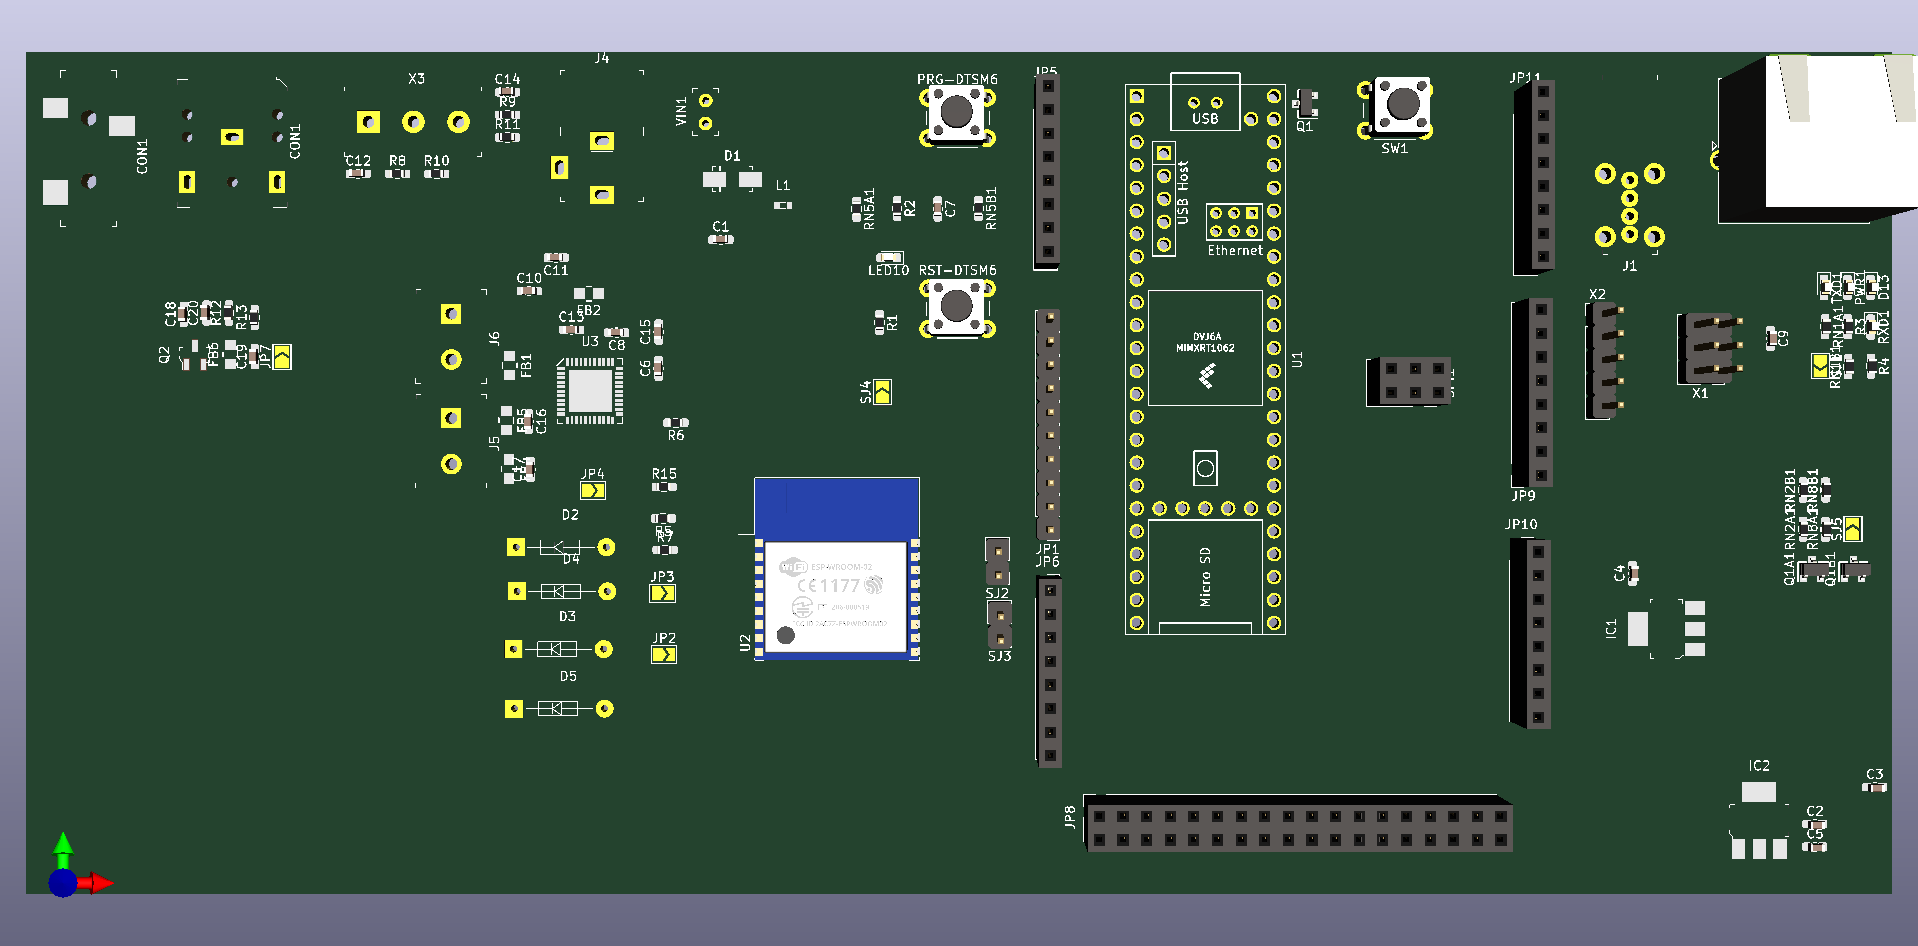 J4
X3
C14
R9
R11
CON1
CON1
C12
R8
R10
VIN1
D1
L1
C1
PRG-DTSM6
RN5A1
R2
C7
RN5B1
LED10
RST-DTSM6
R1
JP5
USB
USB Host
Ethernet
Q1
SW1
JP11
J1
C11
C10
FB2
C13
U3
C8
C15
C6
J6
FB1
J5
FB5
C16
R6
C18
C20
R12
R13
Q2
FB6
C19
JP7
SJ4
DVJ6A
MIMXRT1062
U1
X2
X1
C9
PWR1
D13
RN1A1
R3
RXD1
R4
JP4
R15
R5
R7
D2
D4
D3
D5
JP3
JP2
U2
WiFi
ESP-WROOM-02
CE1177
JP1
JP6
SJ2
SJ3
Micro SD
JP9
JP10
RN2B1
RN8B1
RN2A1
RN8A1
SJ5
Q1A1
Q1B1
C4
IC1
JP8
IC2
C3
C2
C5